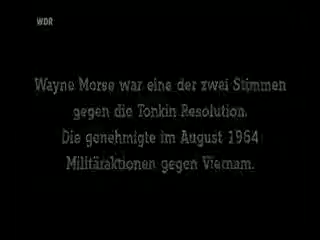 WDR
Wayne Morse war eine der zwei Stimmen
gegen die Tonkin Resolution.
Die genehmigte im August 1964
Militäraktionen gegen Vietnam.